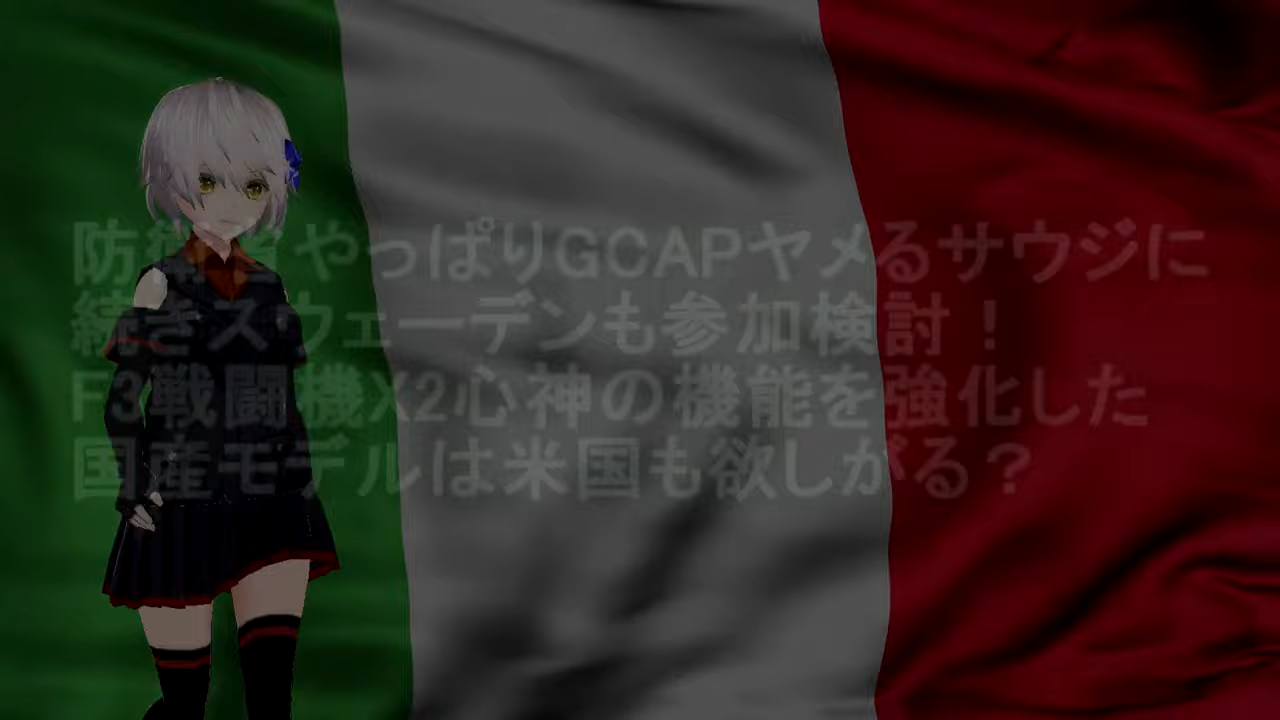 防衛省やっぱりGCAPヤメるサウジに
続きスウェーデンも参加検討！
F3戦闘機X2心神の機能を強化した
国産モデルは米国も欲しがる？